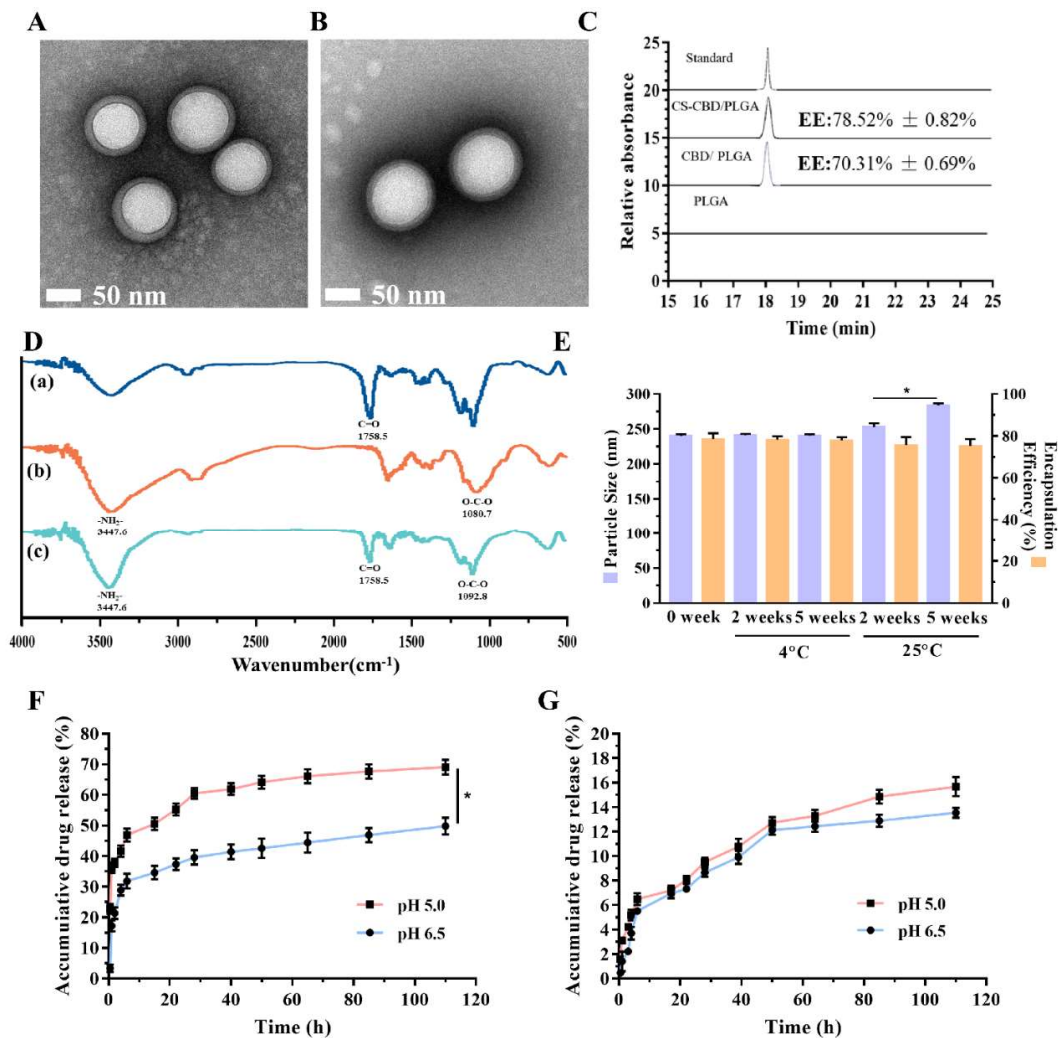 A
B
C
50 nm
50 nm
Relative absorbance
25
20
15
10
5
0
Standard
CS-CBD/PLGA
EE:78.52% ± 0.82%
CBD/ PLGA
EE:70.31% ± 0.69%
PLGA
15 16 17 18 19 20 21 22 23 24 25
Time (min)
D
(a)
C=O
1758.5
(b)
-NH2-
3447.6
O-C-O
1080.7
(c)
-NH2-
3447.6
C=O
1758.5
O-C-O
1092.8
4000 3500 3000 2500 2000 1500 1000 500
Wavenumber(cm-1)
E
Particle Size (nm)
300
250
200
150
100
50
0
*
100
80
60
40
20
0
Encapsulation
Efficiency
(%)
0 week 2 weeks 5 weeks 2 weeks 5 weeks
4°C 25°C
F
Accumuiative drug release (%)
80
70
60
50
40
30
20
10
0
*
pH 5.0
pH 6.5
0 20 40 60 80 100 120
Time (h)
G
Accumuiative drug release (%)
20
18
16
14
12
10
8
6
4
2
0
pH 5.0
pH 6.5
0 20 40 60 80 100 120
Time (h)